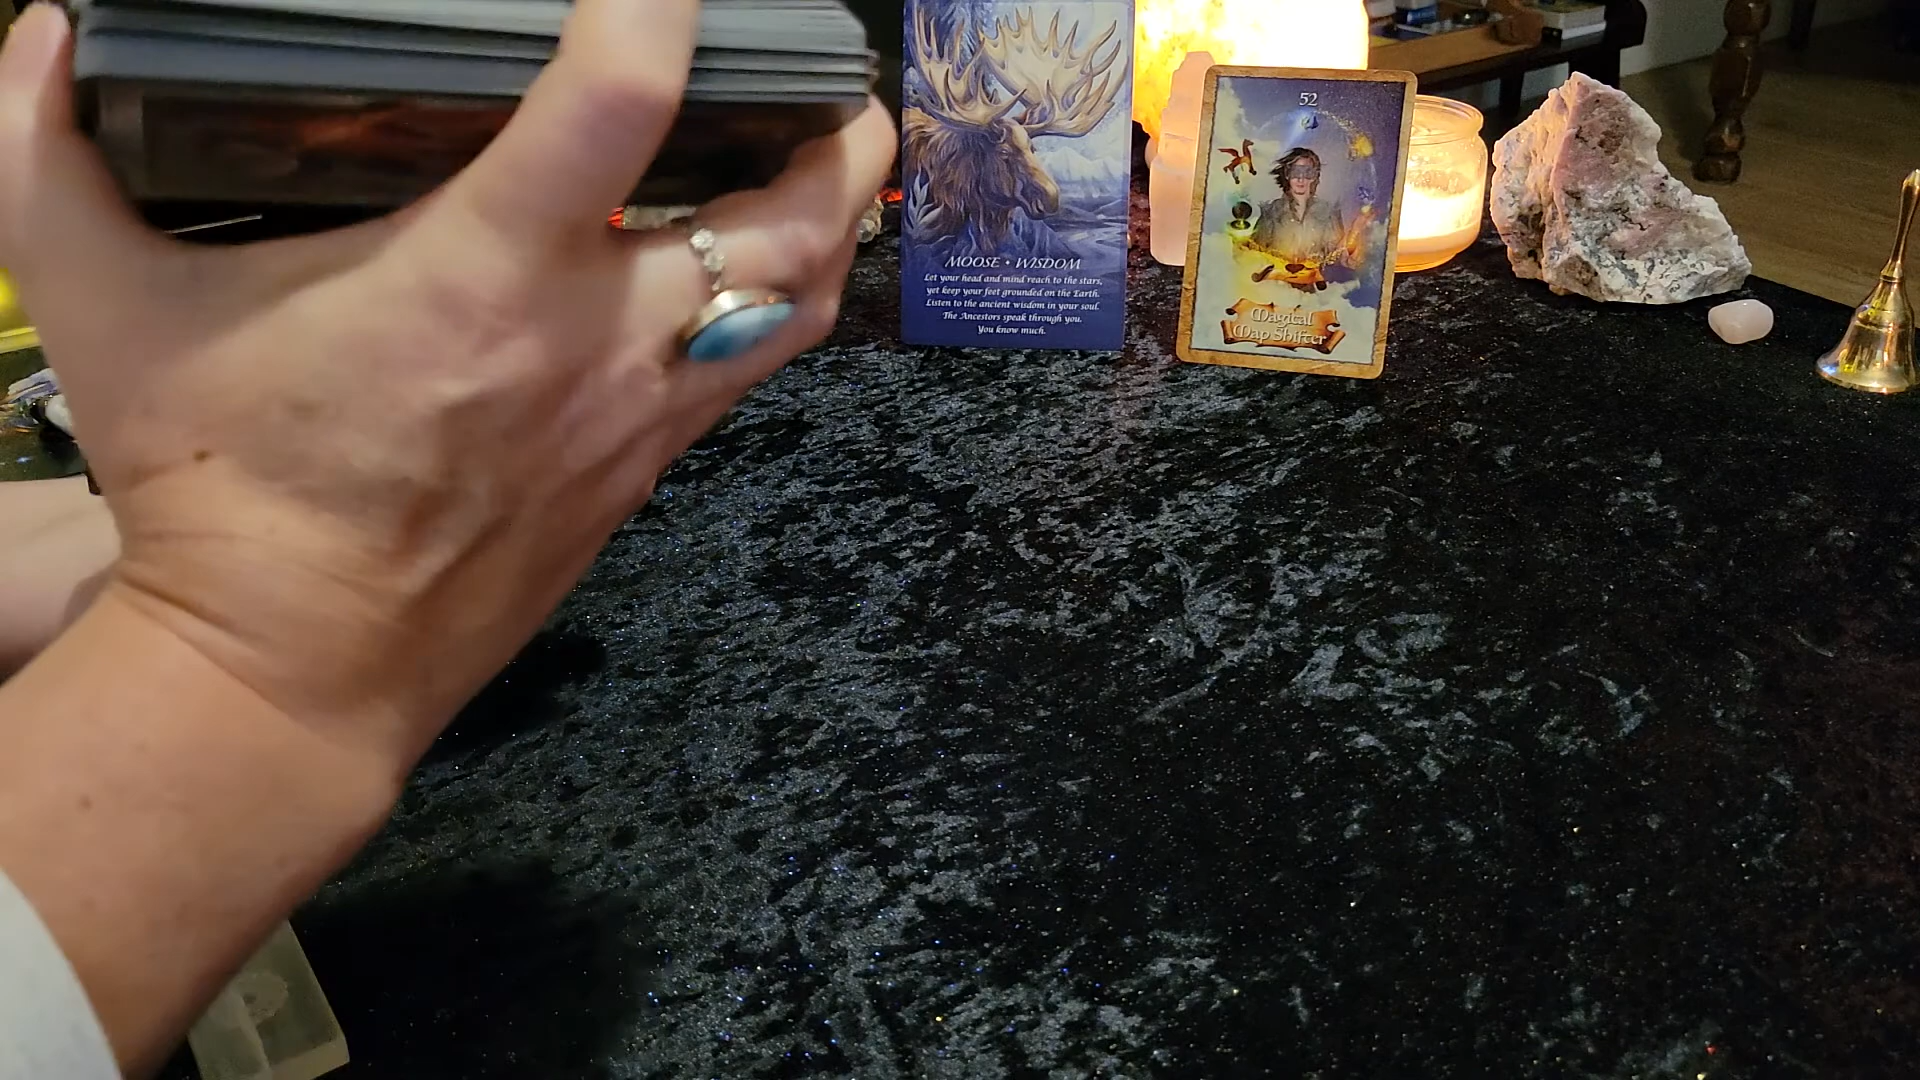 MOOSE • WISDOM
Let your head and mind reach to the stars,
yet keep your feet grounded on the Earth.
Listen to the ancient wisdom in your soul.
The Ancestors speak through you.
You know much.
52
Magical
Map Shifter